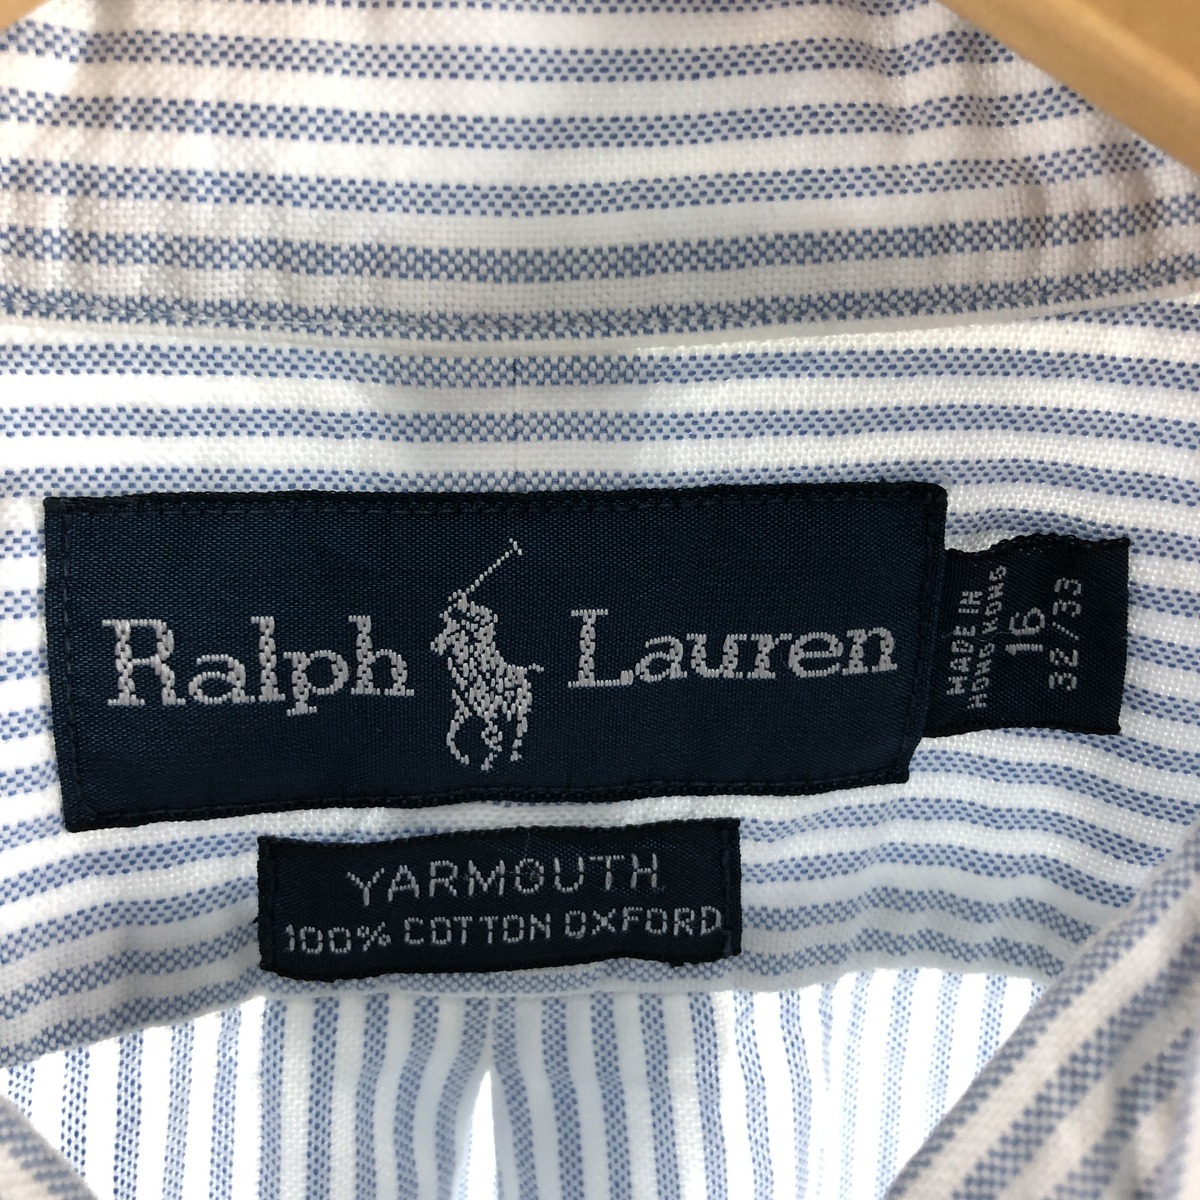 Ralph Lauren
MADE IN
HONG KONG
16
32/33
YARMOUTH
100% COTTON OXFORD